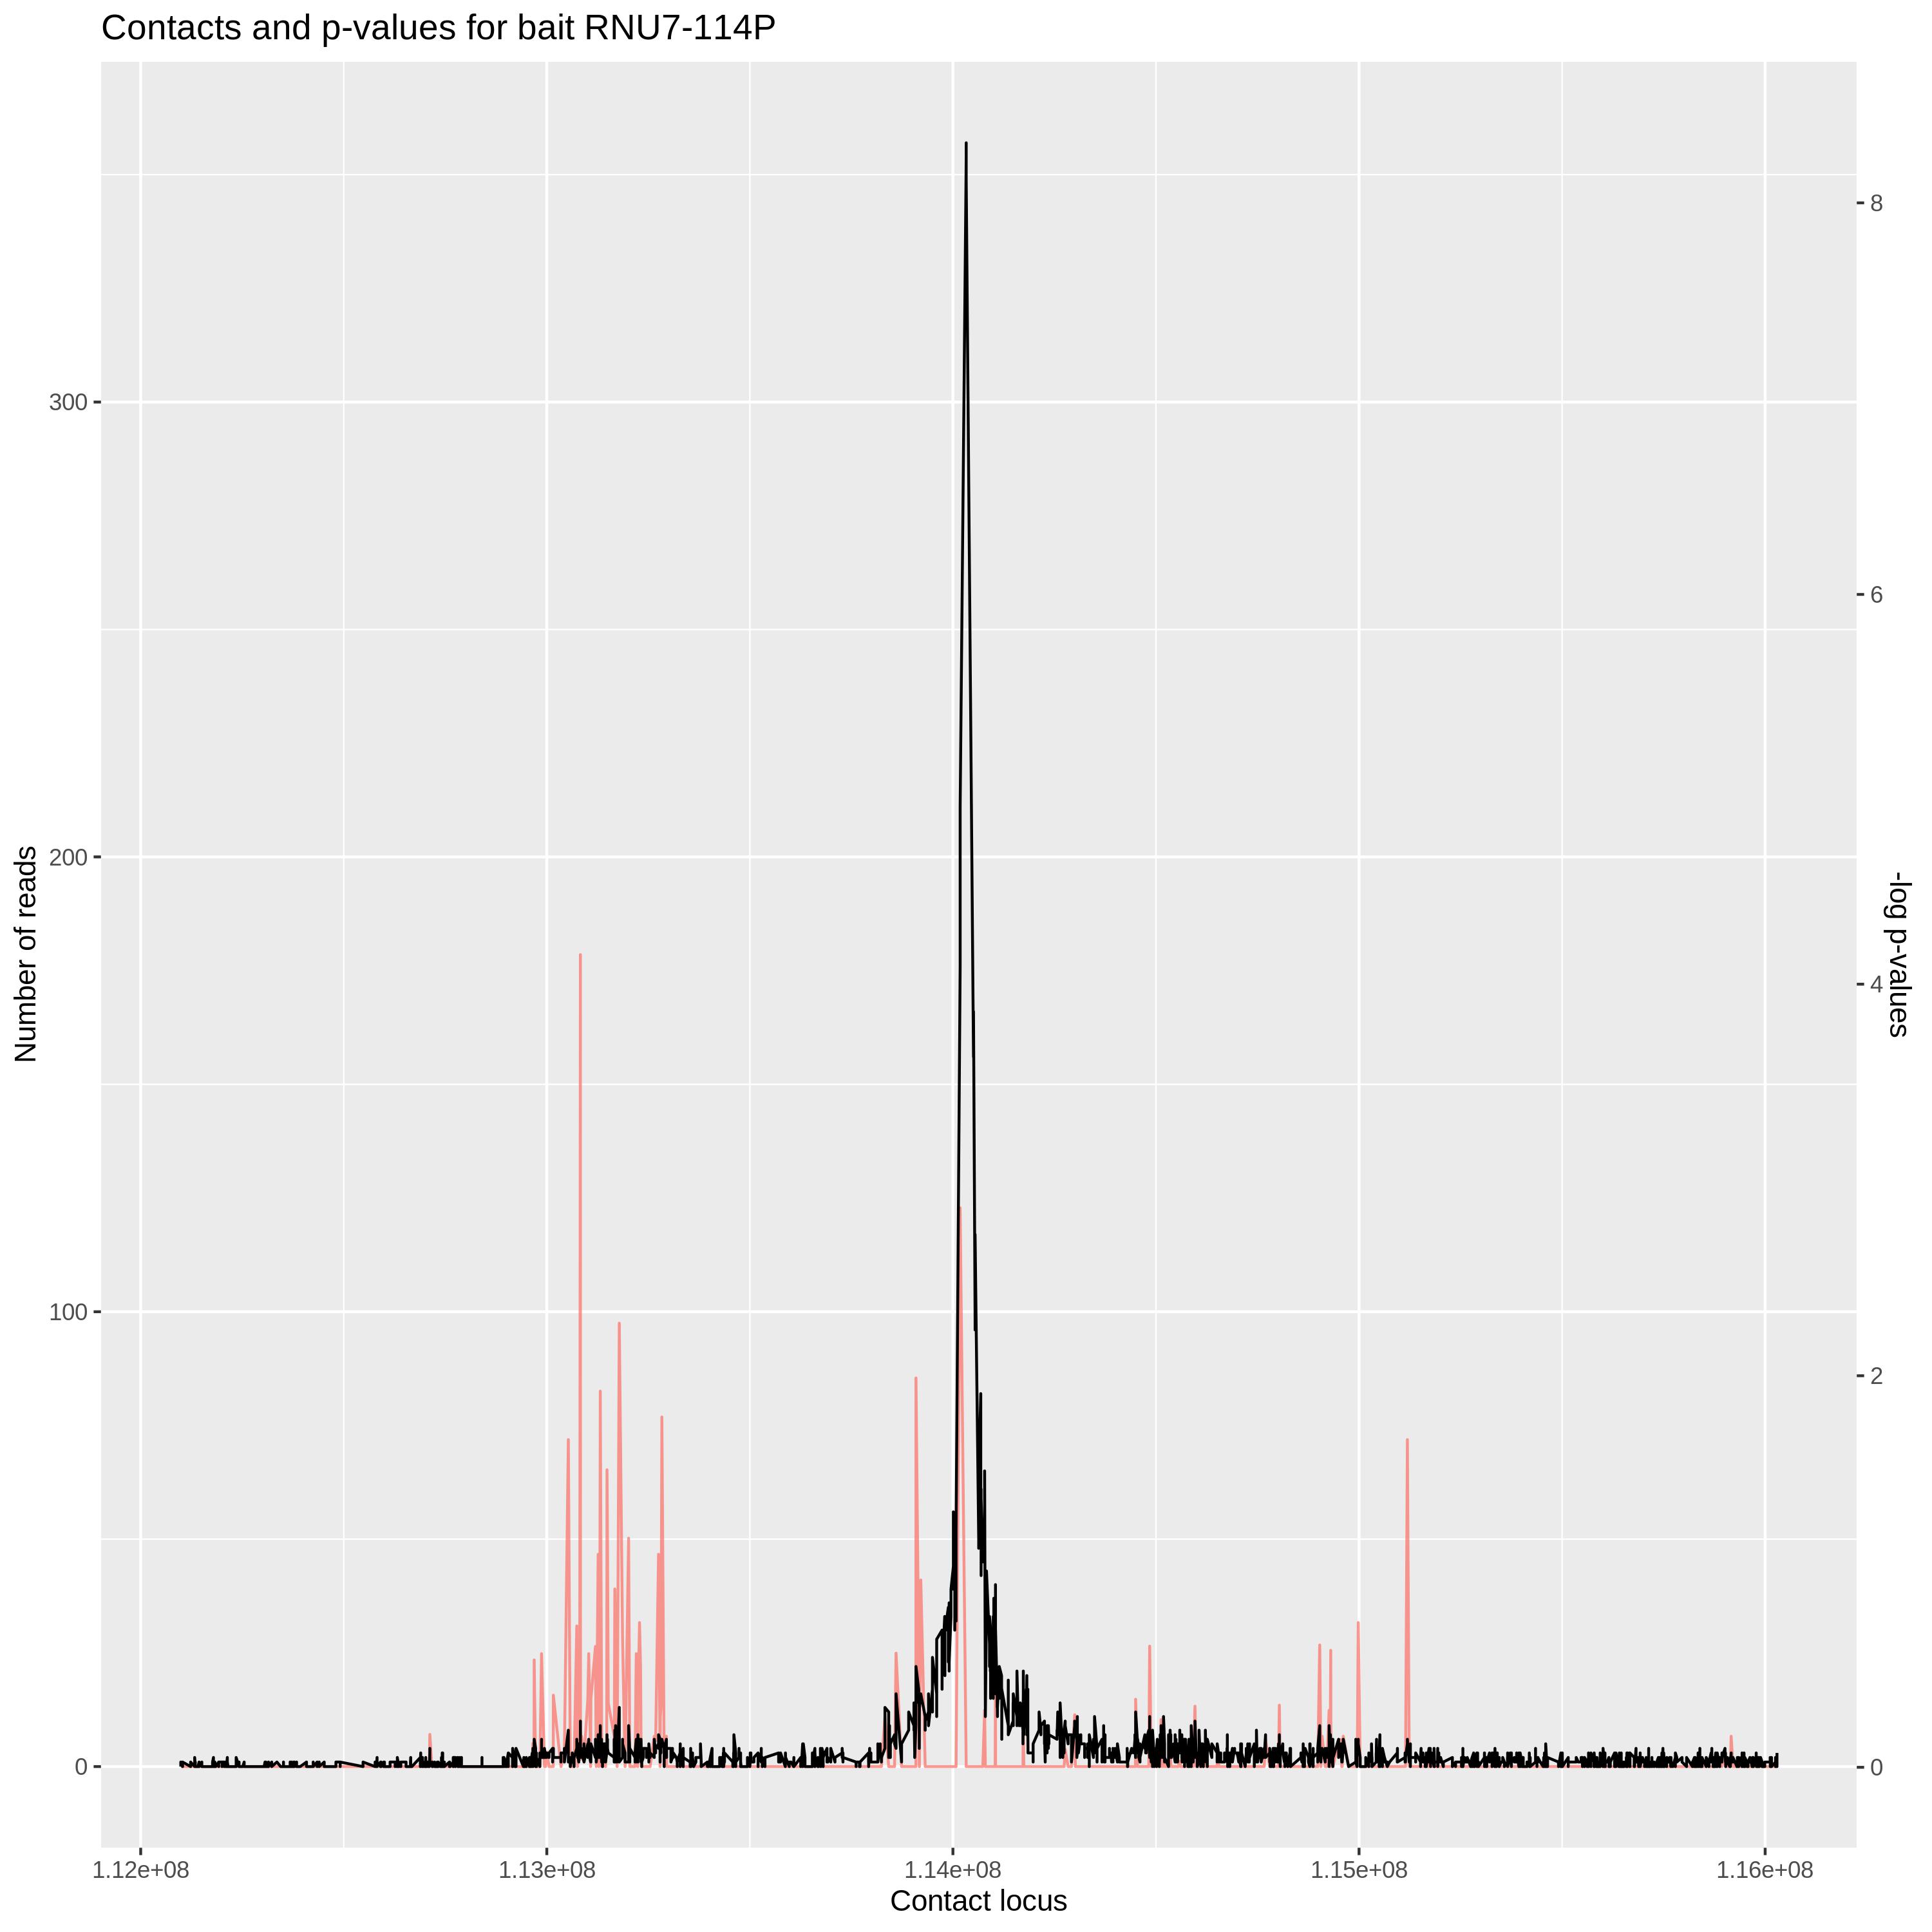 Contacts and p-values for bait RNU7-114P
300
200
100
0
Number of reads
8
6
4
2
0
-log p-values
1.12e+08
1.13e+08
1.14e+08
1.15e+08
1.16e+08
Contact locus